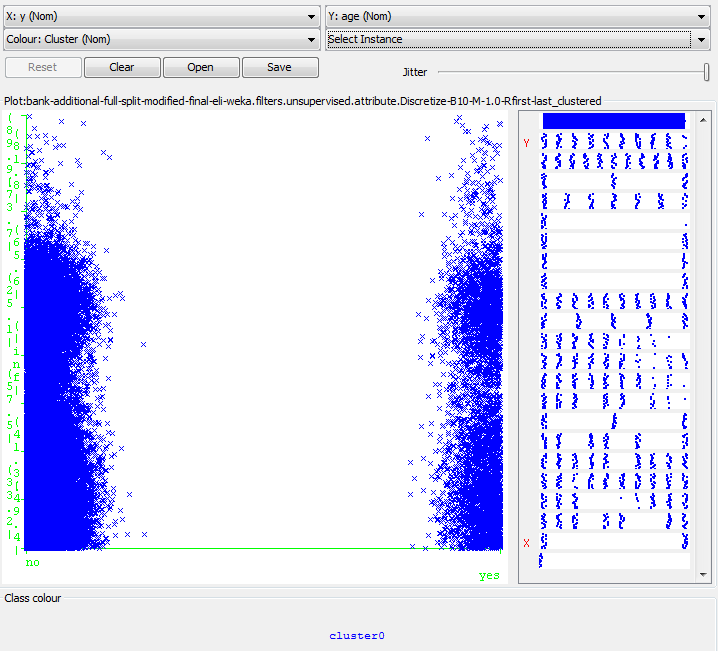 X: y (Nom)
Y: age (Nom)
Colour: Cluster (Nom)
Select Instance
Reset
Clear
Open
Save
Jitter
Plot:bank-additional-full-split-modified-final-eli-weka.filters.unsupervised.attribute.Discretize-B10-M-1.0-Rfirst-last_clustered
Y
X
no
yes
Class colour
cluster0